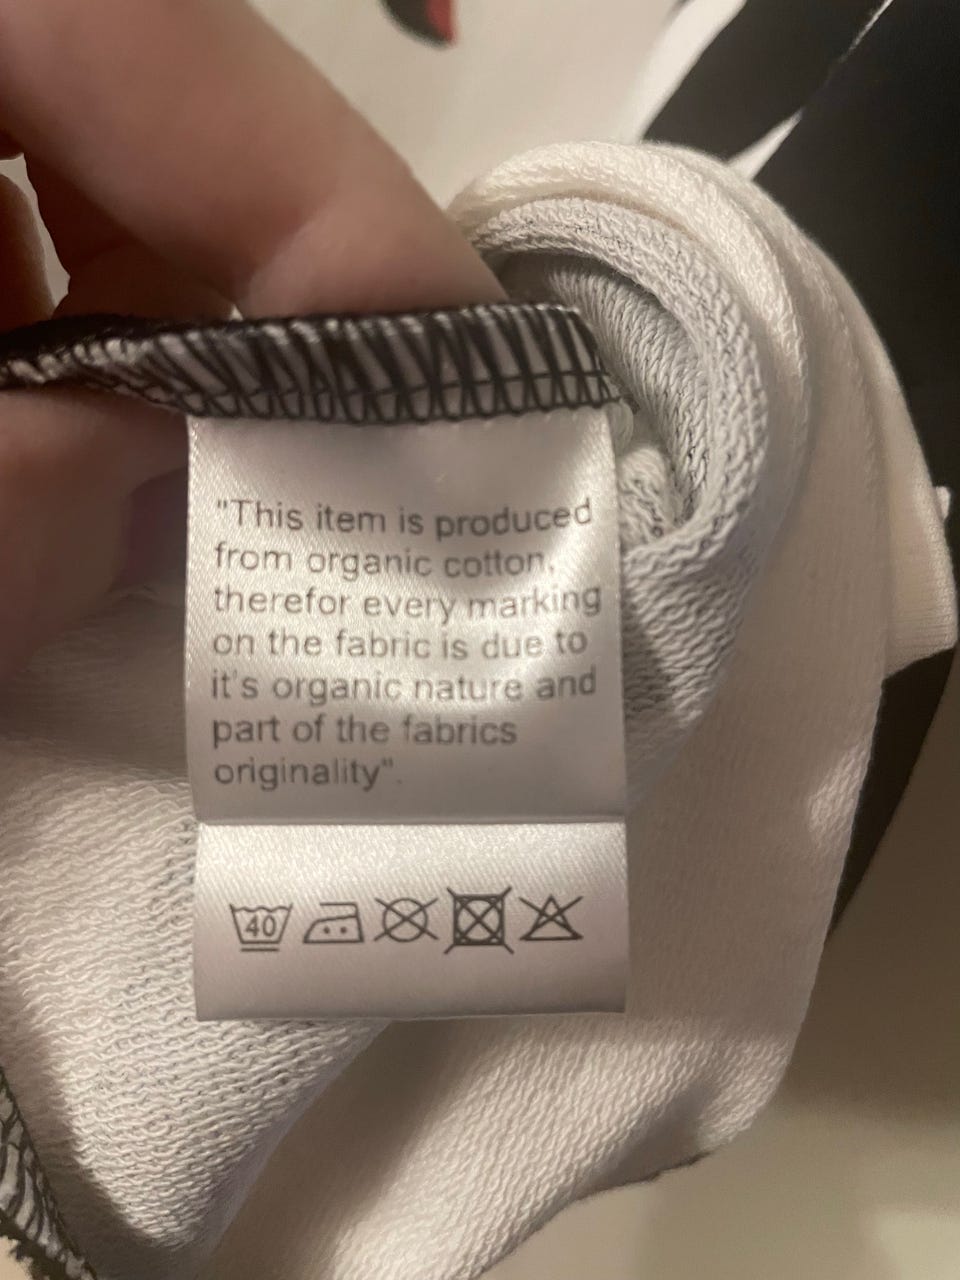 "This item is produced
from organic cotton,
therefor every marking
on the fabric is due to
it's organic nature and
part of the fabrics
originality".
40